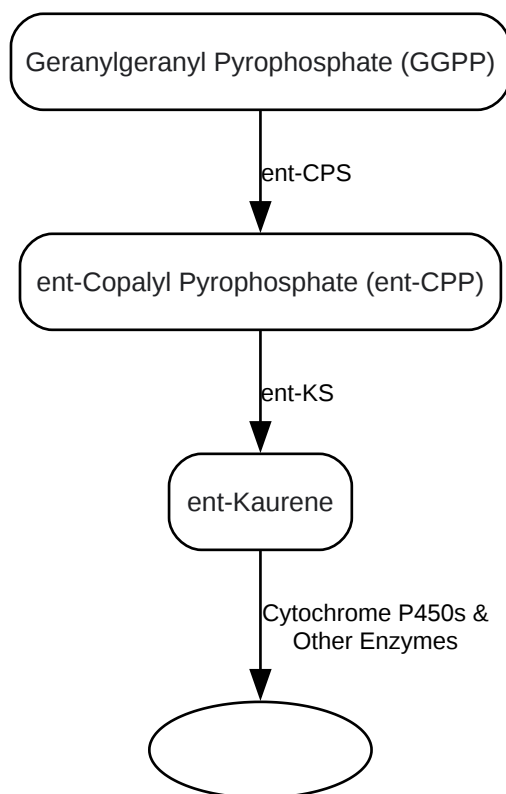 Geranylgeranyl Pyrophosphate (GGPP)
ent-CPS
ent-Copalyl Pyrophosphate (ent-CPP)
ent-KS
ent-Kaurene
Cytochrome P450s &
Other Enzymes